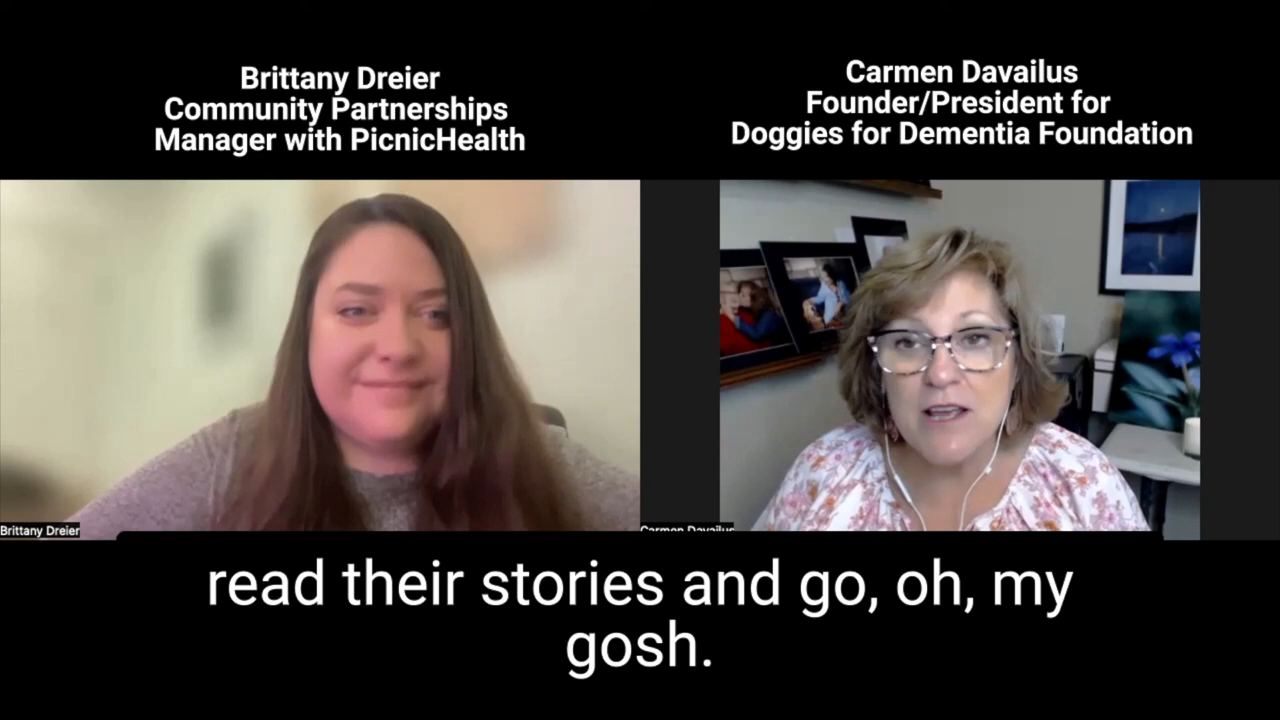 Brittany Dreier
Community Partnerships
Manager with PicnicHealth
Carmen Davailus
Founder/President for
Doggies for Dementia Foundation
Brittany Dreier
Carmen Davailus
read their stories and go, oh, my
gosh.